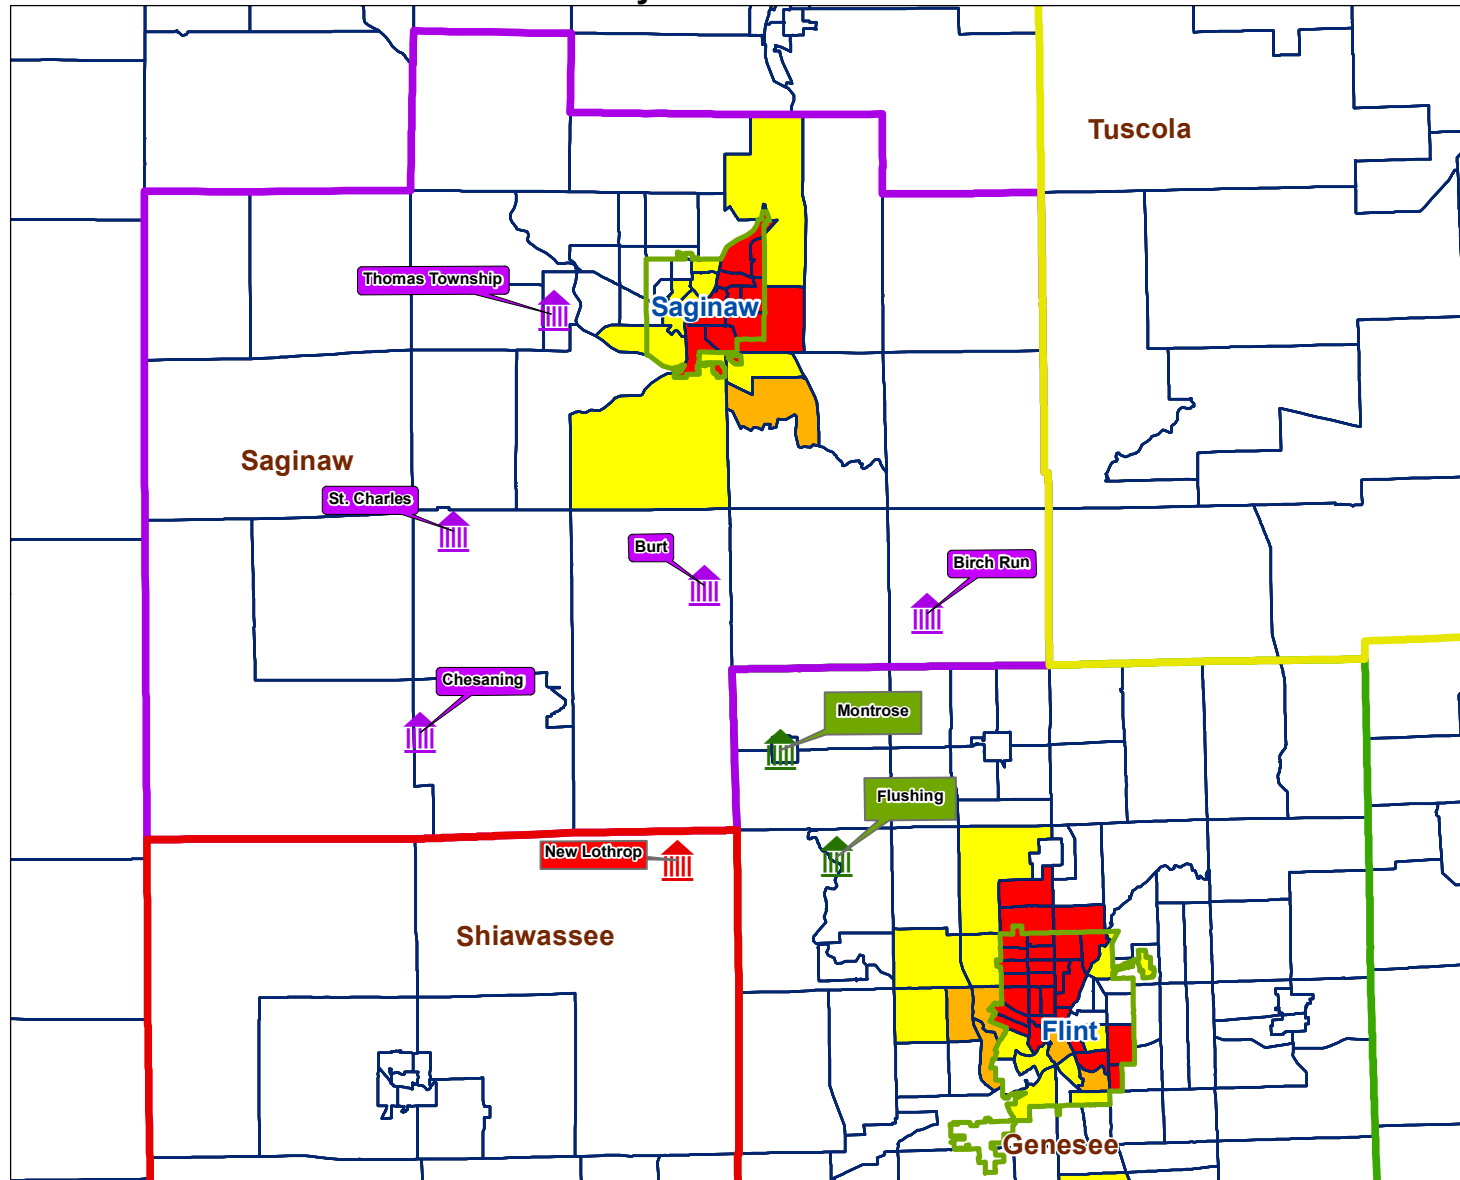 Tuscola
Thomas Township
Saginaw
Saginaw
St. Charles
Burt
Birch Run
Chesaning
Montrose
Flushing
New Lothrop
Shiawassee
Flint
Genesee